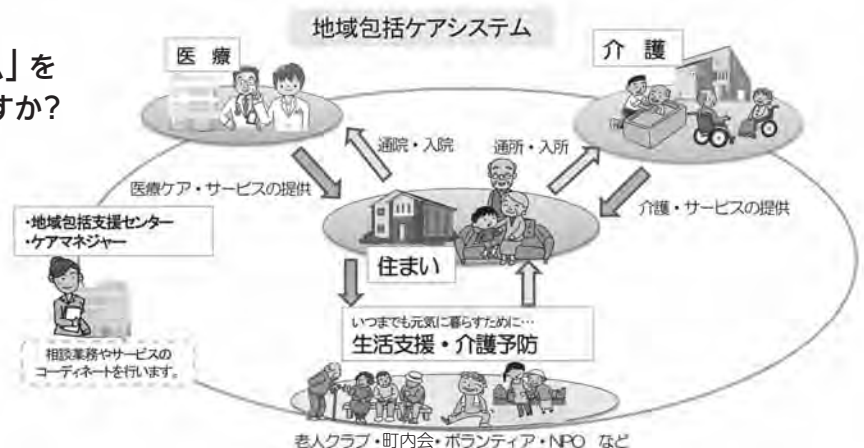 地域包括ケアシステム
」を
すか?
医 療
介 護
通院・入院
通所・入所
医療ケア・サービスの提供
介護・サービスの提供
・地域包括支援センター
・ケアマネジャー
住まい
相談業務やサービスの
コーディネートを行います。
いつまでも元気に暮らすために…
生活支援・介護予防
老人クラブ・町内会・ボランティア・NPO など